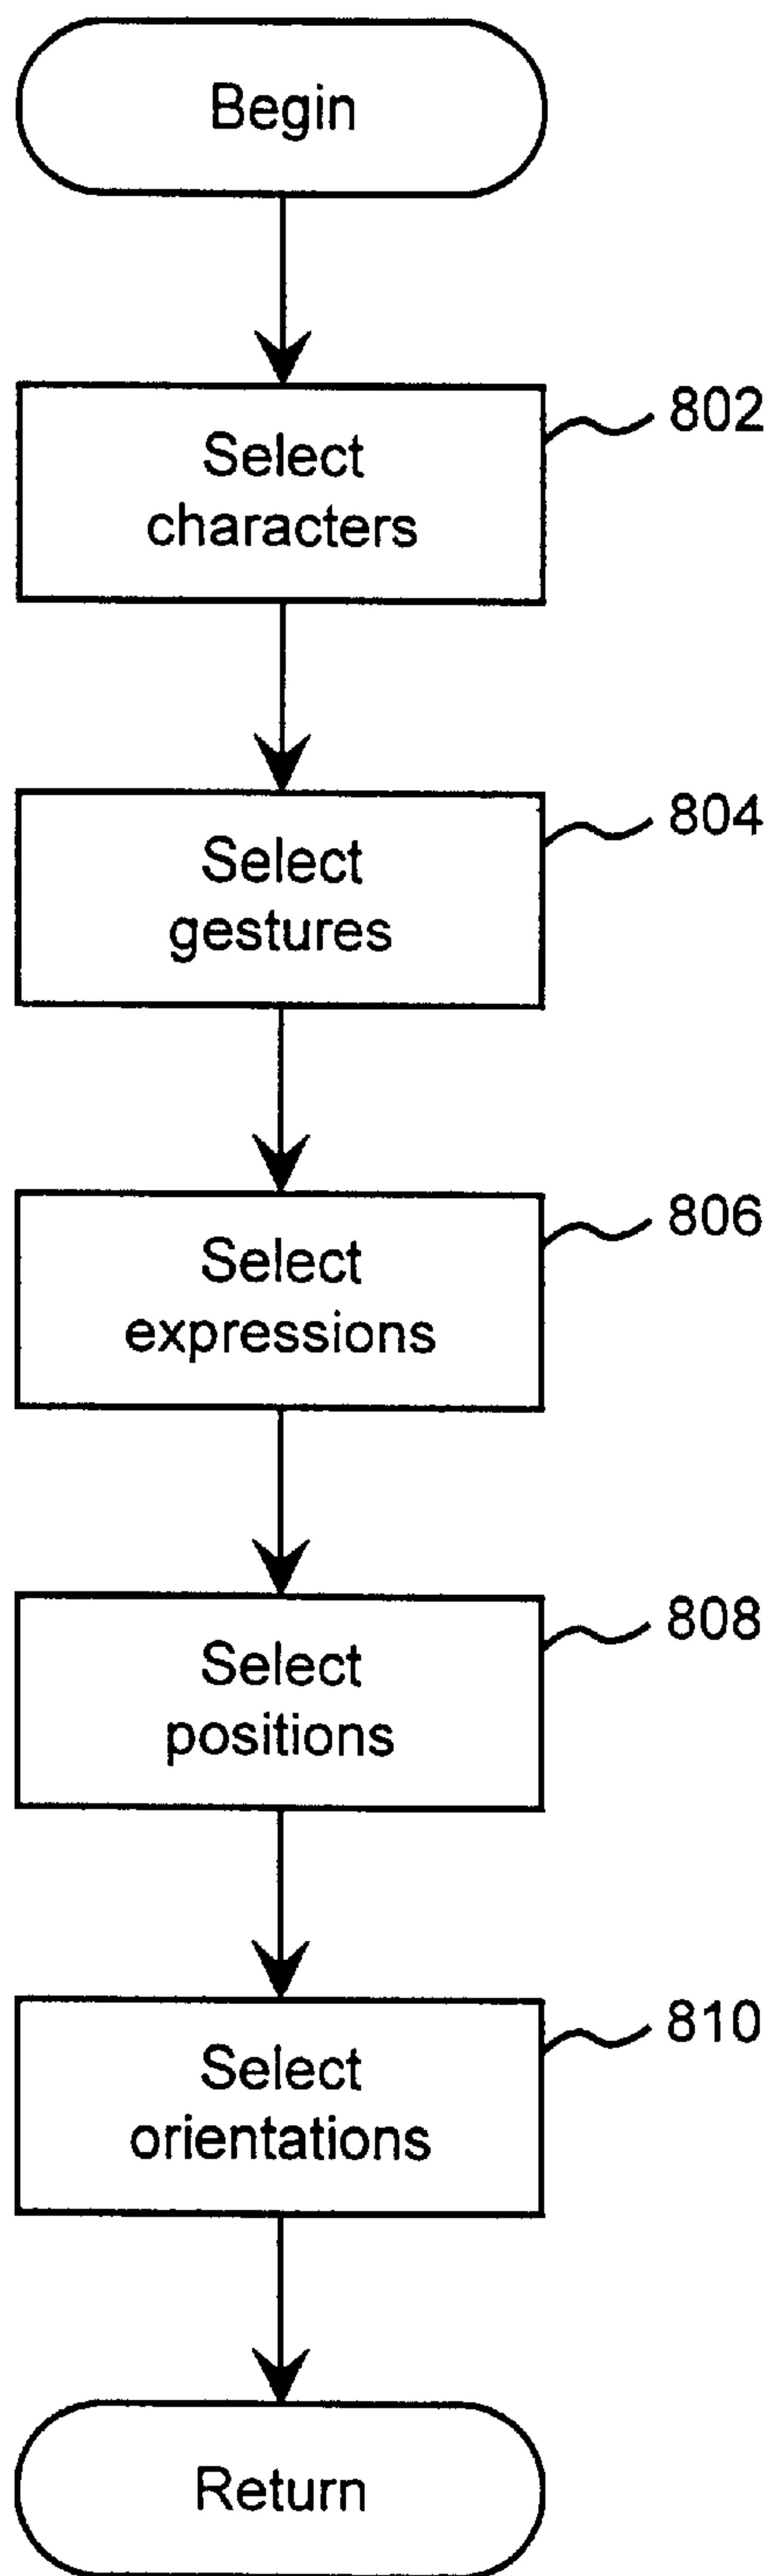 Begin
802
Select
characters
804
Select
gestures
806
Select
expressions
808
Select
positions
810
Select
orientations
Return